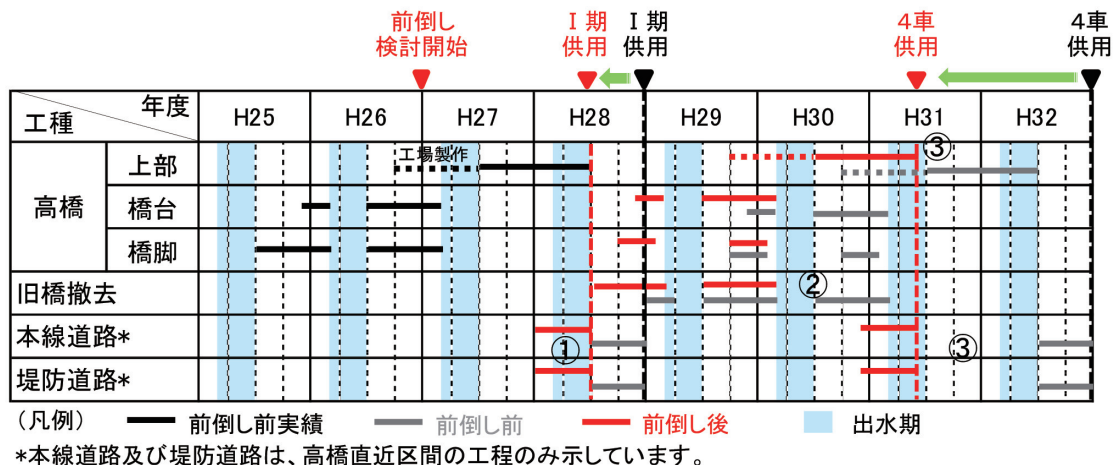 前倒し
検討開始
Ⅰ期
供用
Ⅰ期
供用
4車
供用
4車
供用
工種 年度 H25 H26 H27 H28 H29 H30 H31 H32
高橋
上部 工場製作 ③
橋台
橋脚
旧橋撤去 ②
本線道路* ① ③
堤防道路*
(凡例) 前倒し前実績 前倒し前 前倒し後 出水期
*本線道路及び堤防道路は、高橋直近区間の工程のみ示しています。